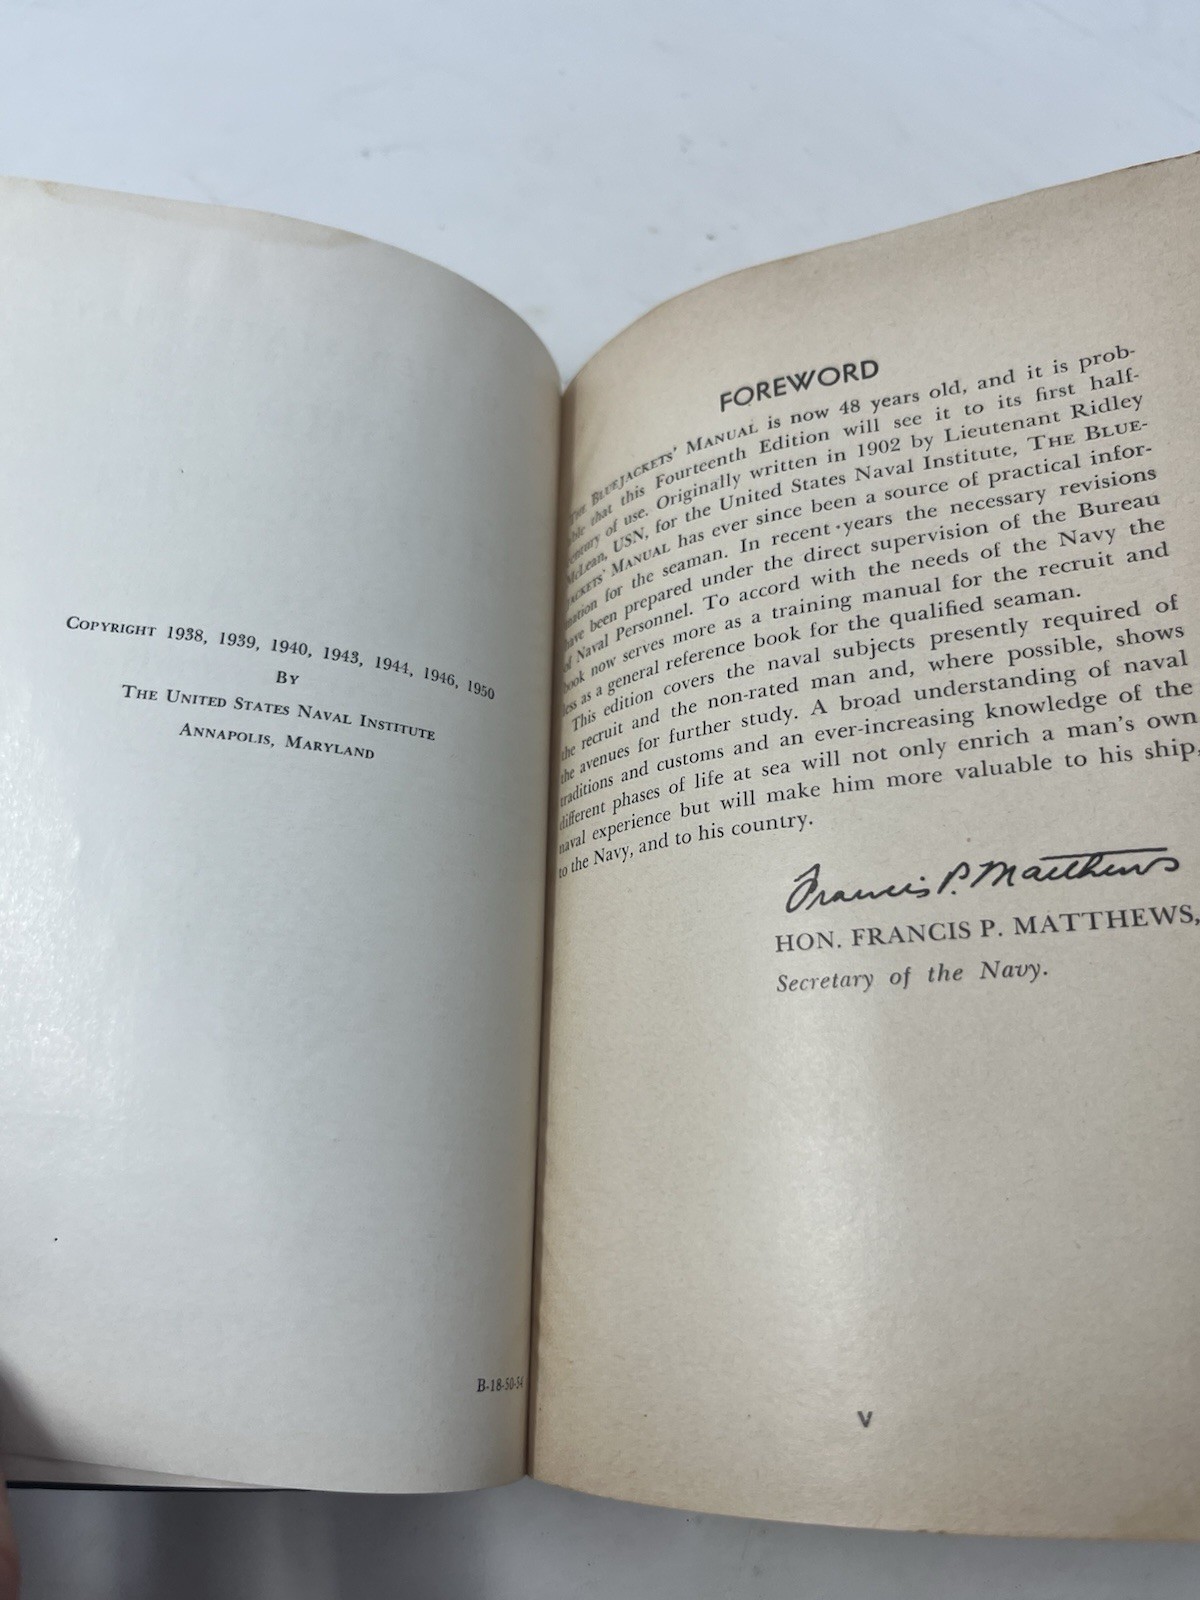 COPYRIGHT 1938, 1939, 1940, 1943, 1944, 1946, 1950
BY
THE UNITED STATES NAVAL INSTITUTE
ANNAPOLIS, MARYLAND
B-18-50-54
FOREWORD
THE BLUEJACKETS' MANUAL is now 48 years old, and it is prob-
able that this Fourteenth Edition will see it to its first half-
century of use. Originally written in 1902 by Lieutenant Ridley
McLean, USN, for the United States Naval Institute, THE BLUE-
JACKETS' MANUAL has ever since been a source of practical infor-
mation for the seaman. In recent years the necessary revisions
have been prepared under the direct supervision of the Bureau
of Naval Personnel. To accord with the needs of the Navy the
book now serves more as a training manual for the recruit and
less as a general reference book for the qualified seaman.
This edition covers the naval subjects presently required of
the recruit and the non-rated man and, where possible, shows
the avenues for further study. A broad understanding of naval
traditions and customs and an ever-increasing knowledge of the
different phases of life at sea will not only enrich a man's own
naval experience but will make him more valuable to his ship,
to the Navy, and to his country.
Francis P. Matthews
HON. FRANCIS P. MATTHEWS,
Secretary of the Navy.
V